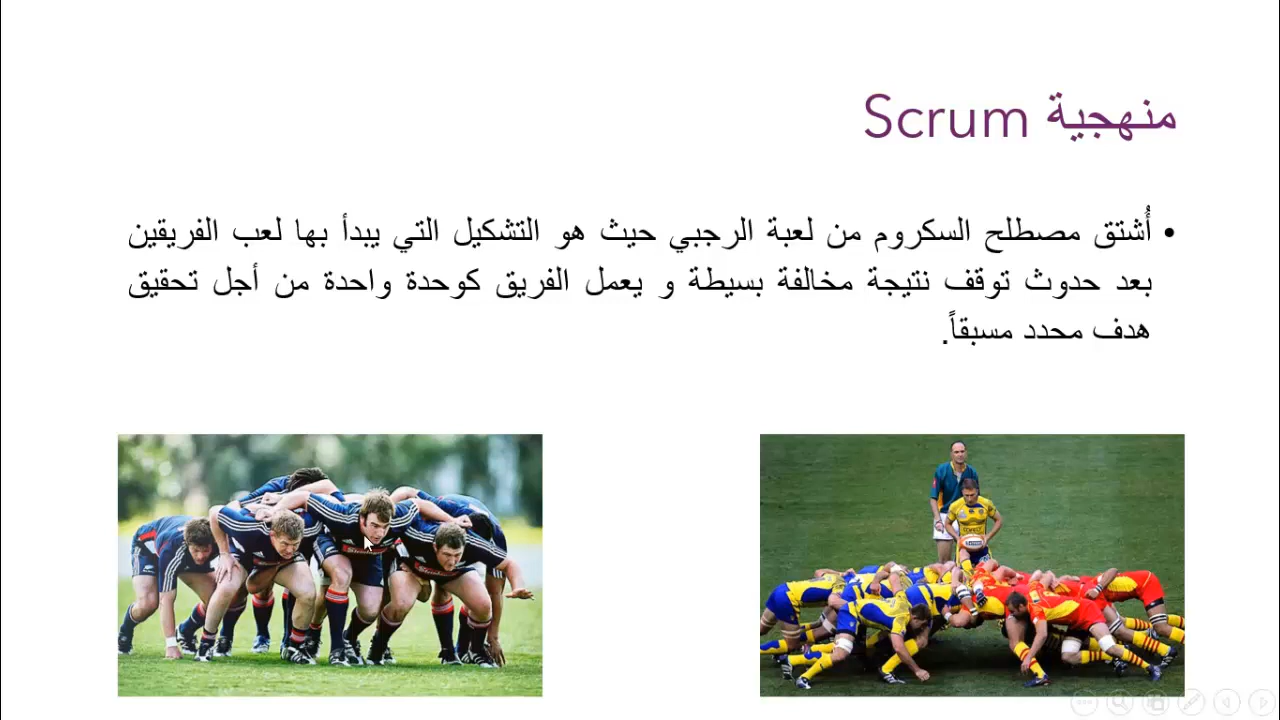 منهجية Scrum
• أُشتق مصطلح السكروم من لعبة الرجبي حيث هو التشكيل التي يبدأ بها لعب الفريقين
بعد حدوث توقف نتيجة مخالفة بسيطة و يعمل الفريق كوحدة واحدة من أجل تحقيق
هدف محدد مسبقاً.